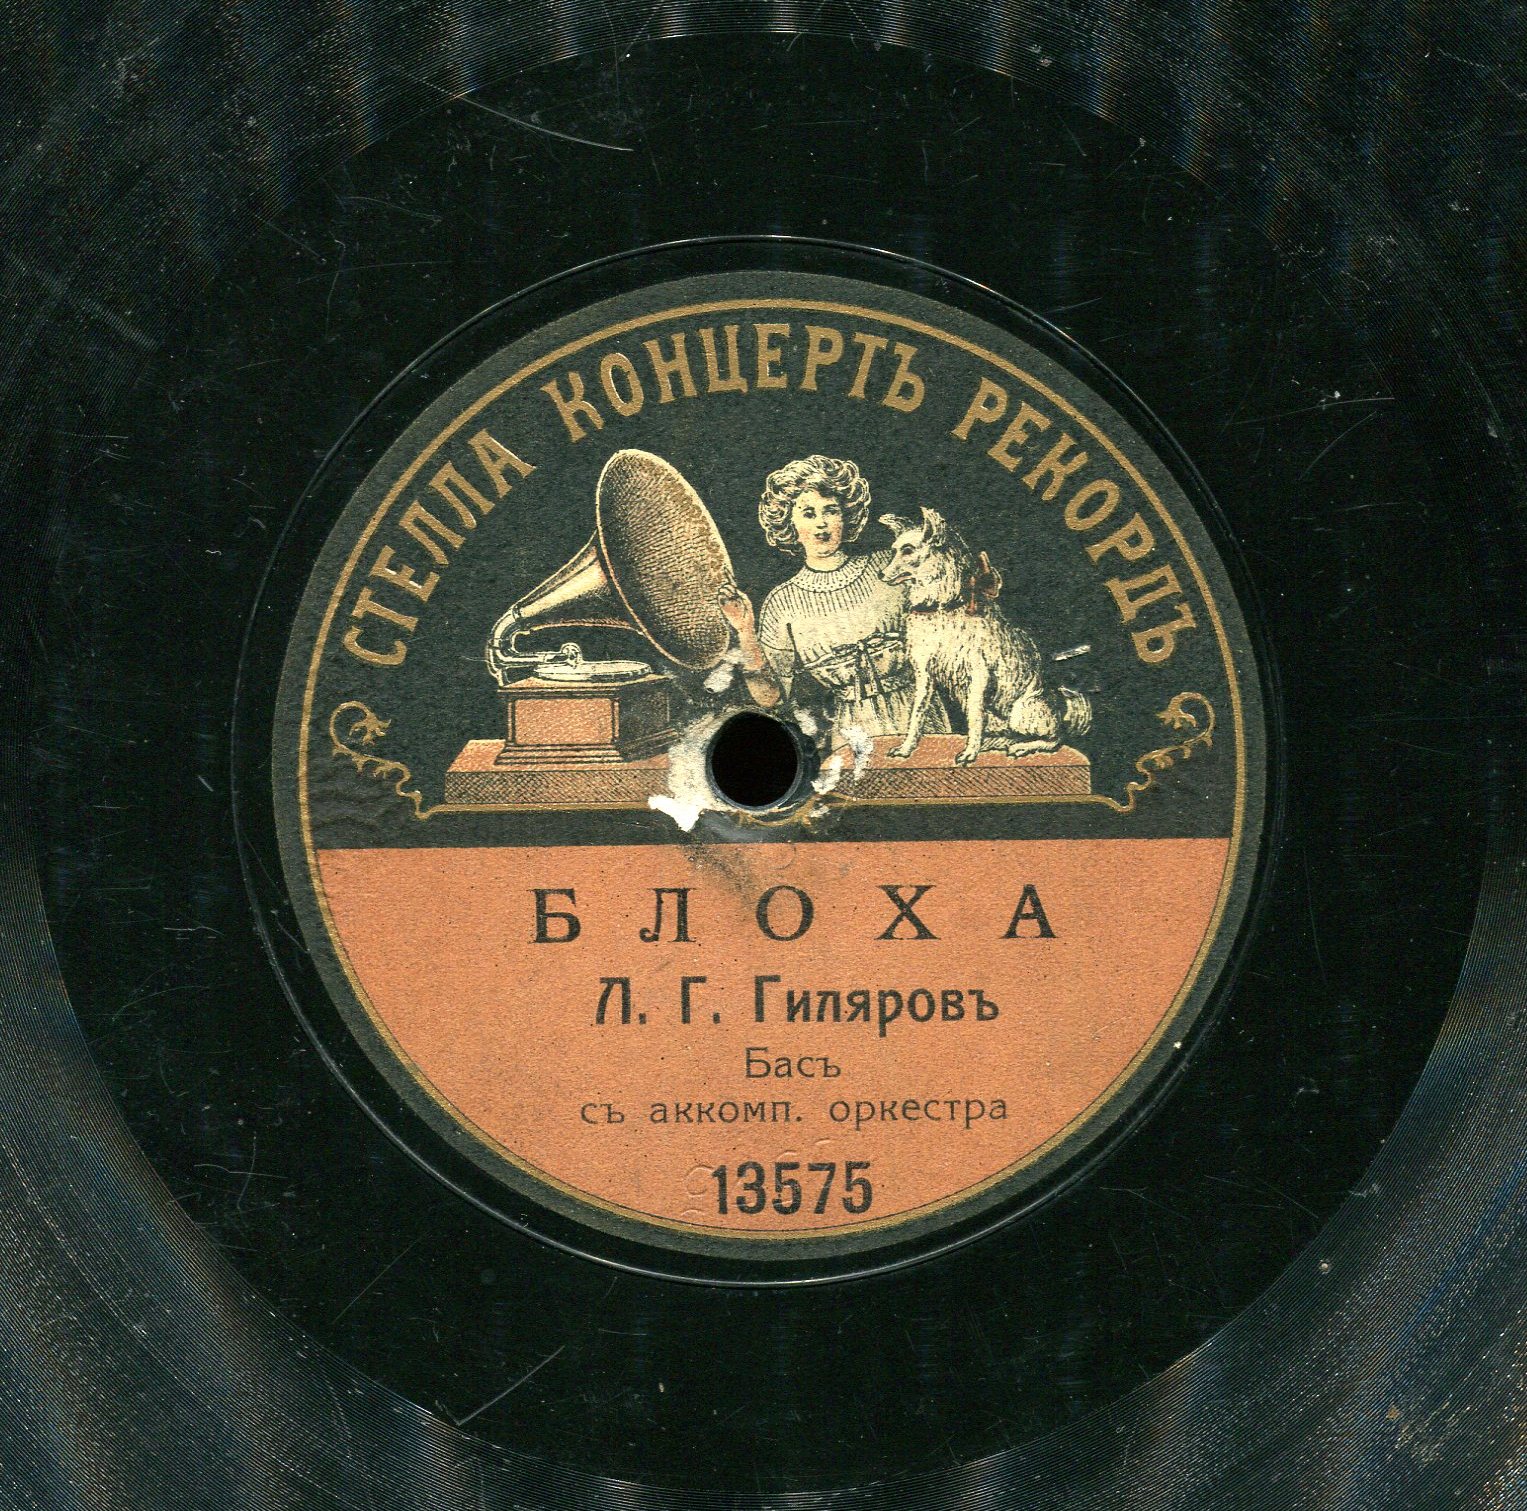 СТЕЛЛА КОНЦЕРТЪ РЕКОРДЪ
БЛОХА
Л. Г. Гиляровъ
Басъ
съ аккомп. оркестра
13575